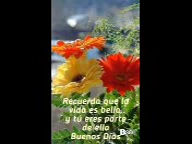 Recuerda que la
vida es bella
y tú eres parte
de ella
Buenos Días